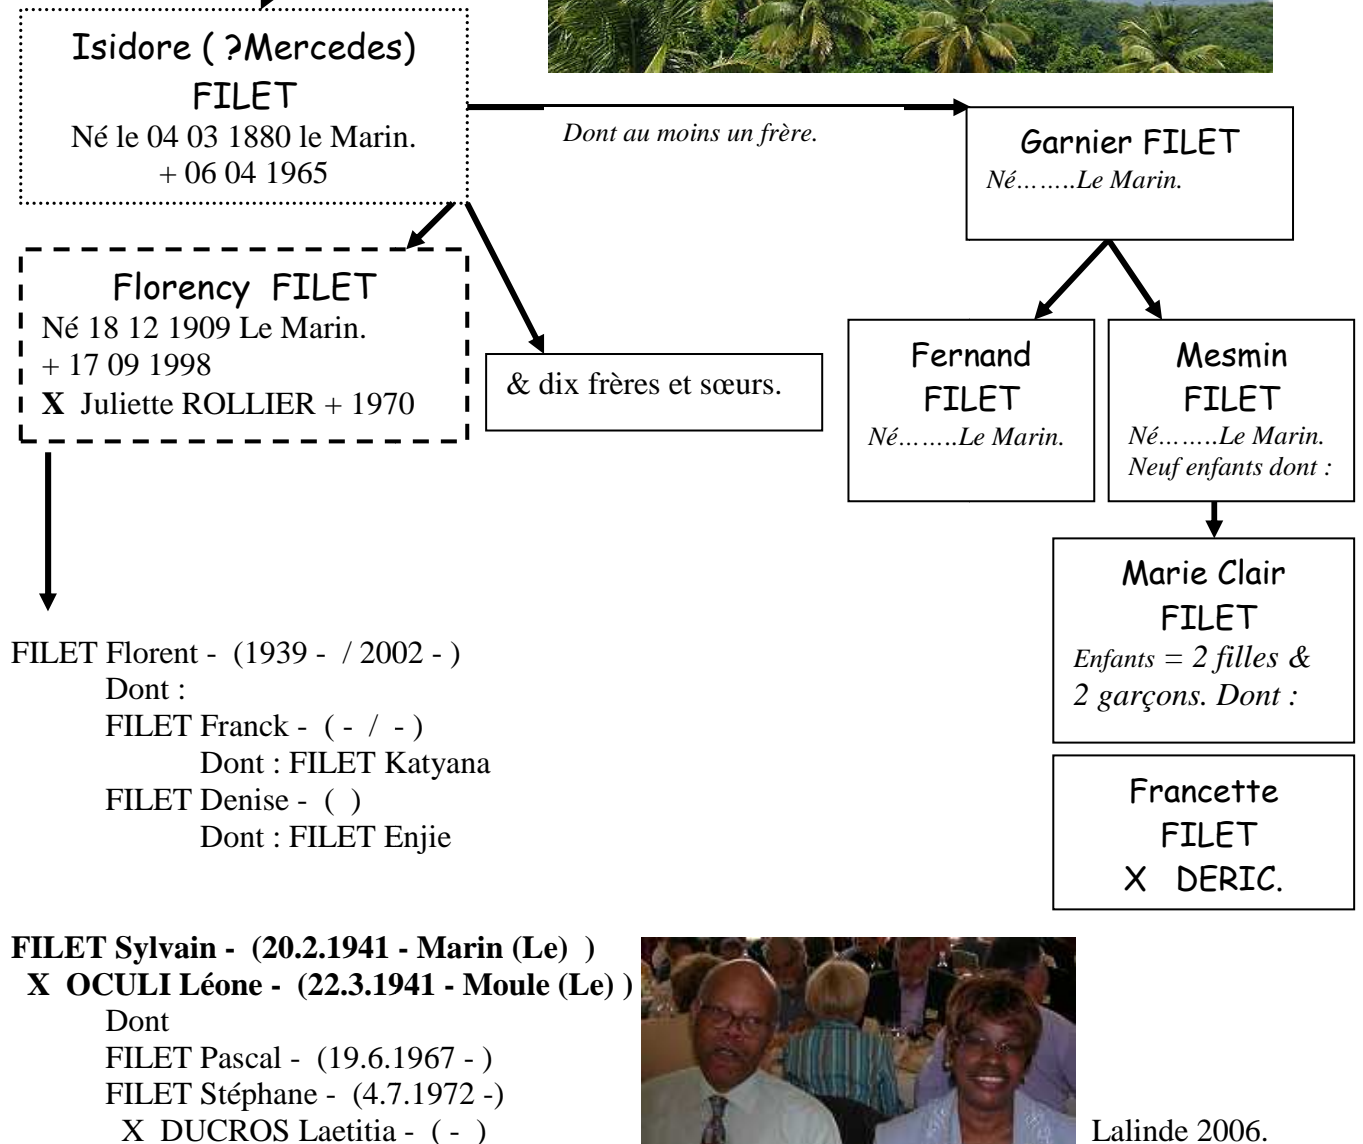 Isidore ( ?Mercedes)
FILET
Né le 04 03 1880 le Marin.
+ 06 04 1965
Dont au moins un frère.
Garnier FILET
Né……..Le Marin.
Florency FILET
Né 18 12 1909 Le Marin.
+ 17 09 1998
X Juliette ROLLIER + 1970
& dix frères et sœurs.
Fernand
FILET
Né……..Le Marin.
Mesmin
FILET
Né……..Le Marin.
Neuf enfants dont :
Marie Clair
FILET
Enfants = 2 filles &
2 garçons. Dont :
Francette
FILET
X DERIC.
FILET Florent - (1939 - / 2002 - )
Dont :
FILET Franck - ( - / - )
Dont : FILET Katyana
FILET Denise - ( )
Dont : FILET Enjie
FILET Sylvain - (20.2.1941 - Marin (Le) )
X OCULI Léone - (22.3.1941 - Moule (Le) )
Dont
FILET Pascal - (19.6.1967 - )
FILET Stéphane - (4.7.1972 -)
X DUCROS Laetitia - ( - )
Lalinde 2006.